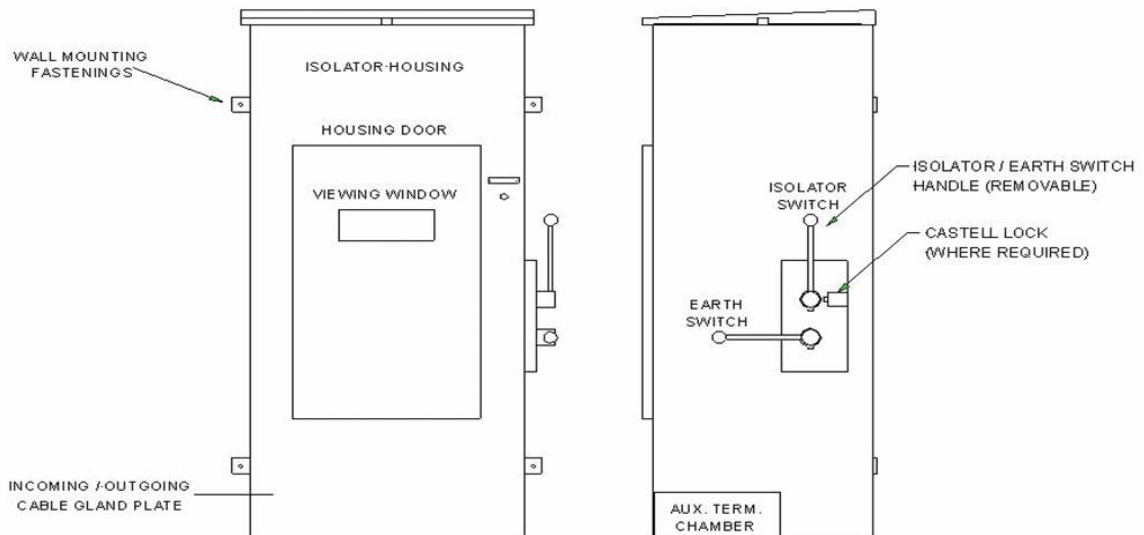 WALL MOUNTING
FASTENINGS
ISOLATOR HOUSING
HOUSING DOOR
VIEWING WINDOW
INCOMING / OUTGOING
CABLE GLAND PLATE
ISOLATOR
SWITCH
ISOLATOR / EARTH SWITCH
HANDLE (REMOVABLE)
CASTELL LOCK
(WHERE REQUIRED)
EARTH
SWITCH
AUX. TERM.
CHAMBER